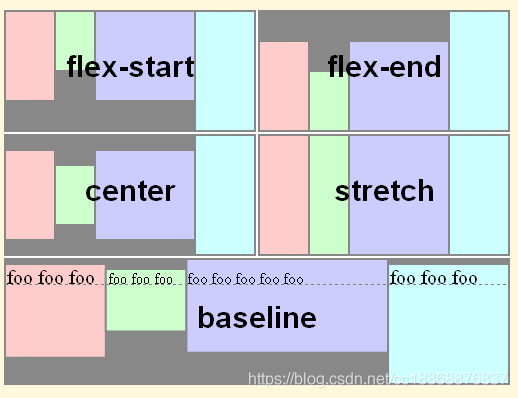 flex-start
flex-end
center
stretch
foo foo foo
foo foo foo
foo foo foo foo foo
foo foo foo
baseline
https://blog.csdn.net/cc18868876837